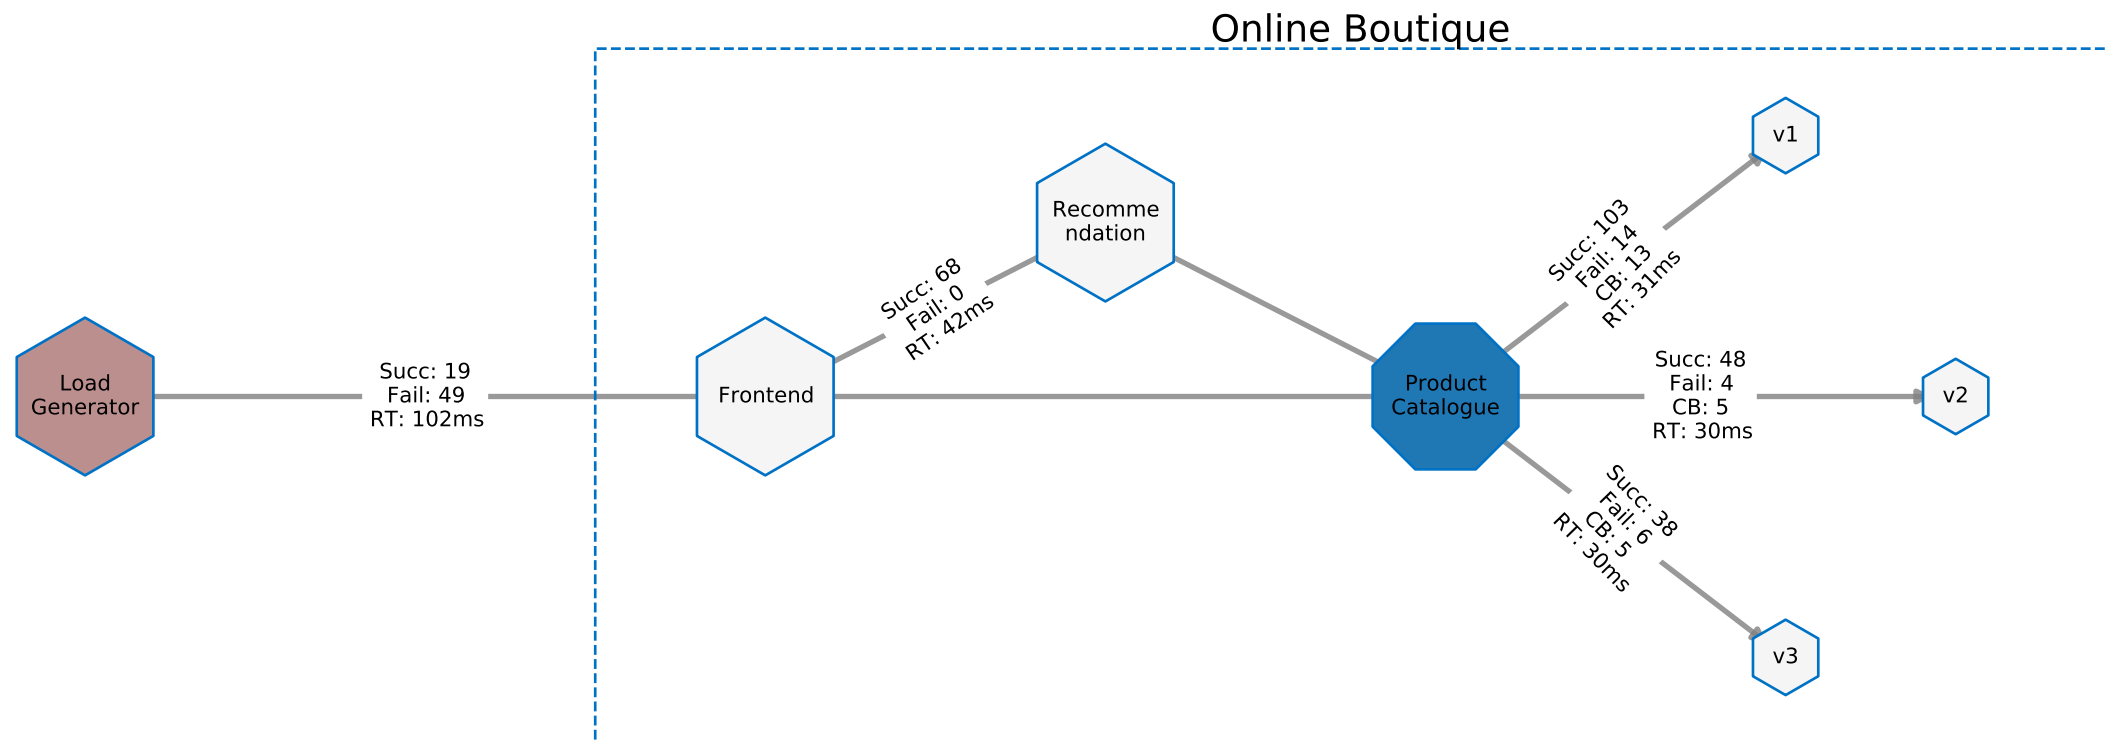 Online Boutique
Load
Generator
Succ: 19
Fail: 49
RT: 102ms
Frontend
Succ: 68
Fail: 0
RT: 42ms
Recomme
ndation
Product
Catalogue
Succ: 103
Fail: 14
CB: 13
RT: 31ms
v1
Succ: 48
Fail: 4
CB: 5
RT: 30ms
v2
Succ: 38
Fail: 6
CB: 5
RT: 30ms
v3